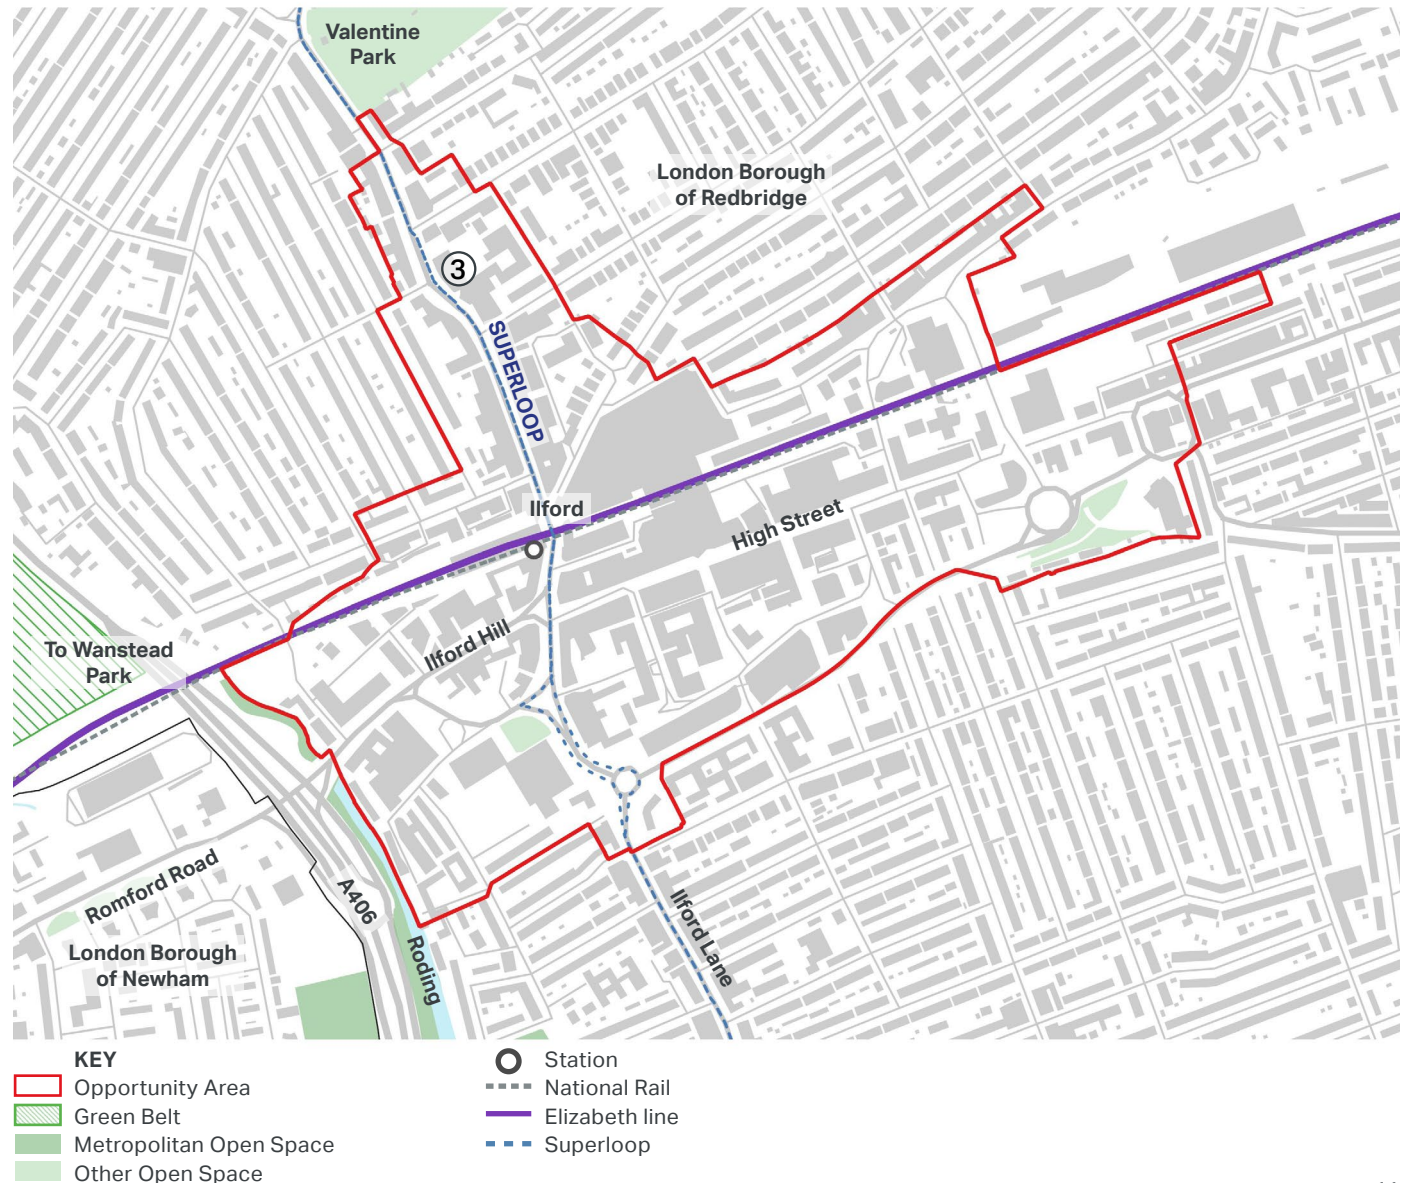 Valentine
Park
London Borough
of Redbridge
3
SUPERLOOP
Ilford
High Street
Ilford Hill
To Wanstead
Park
Romford Road
A406
London Borough
of Newham
Roding
Ilford Lane
KEY
Opportunity Area
Green Belt
Metropolitan Open Space
Other Open Space
Station
National Rail
Elizabeth line
Superloop